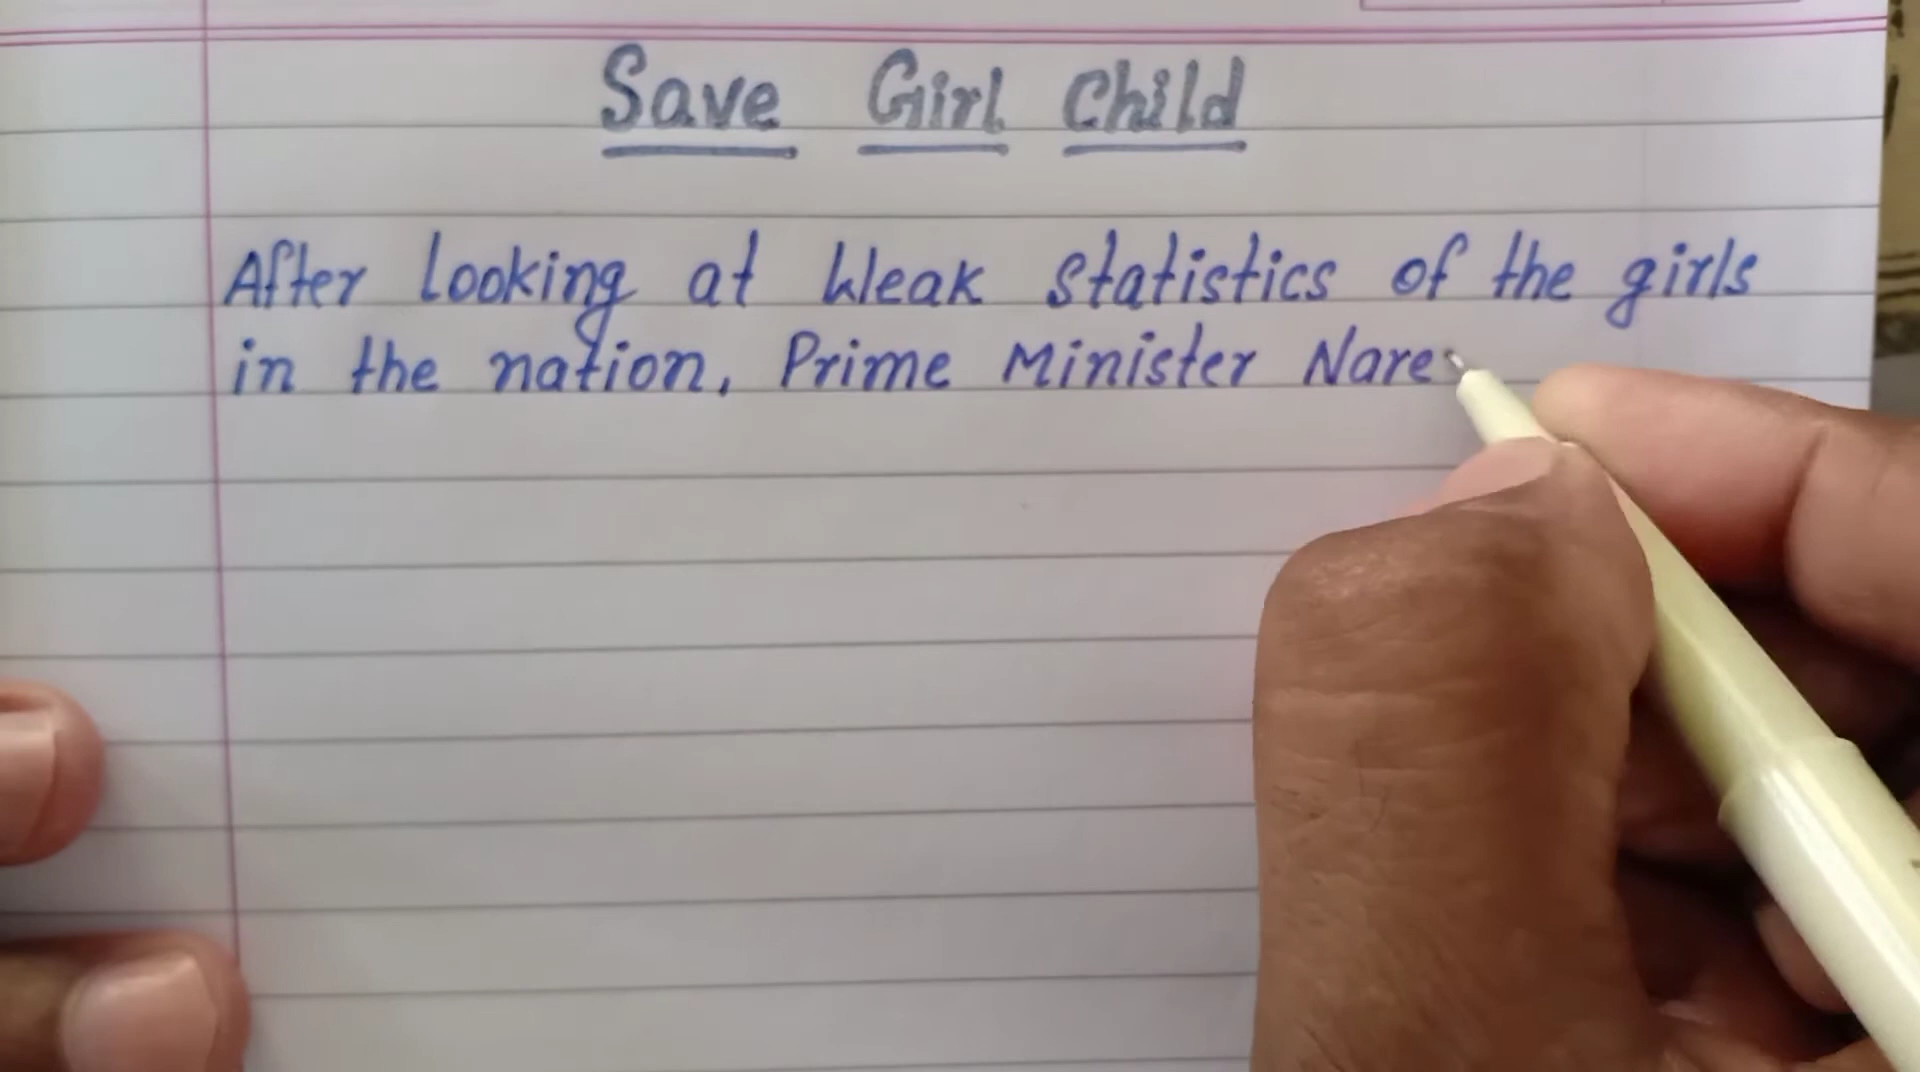 Save Girl Child
After looking at Weak statistics of the girls
in the nation, Prime Minister Nare